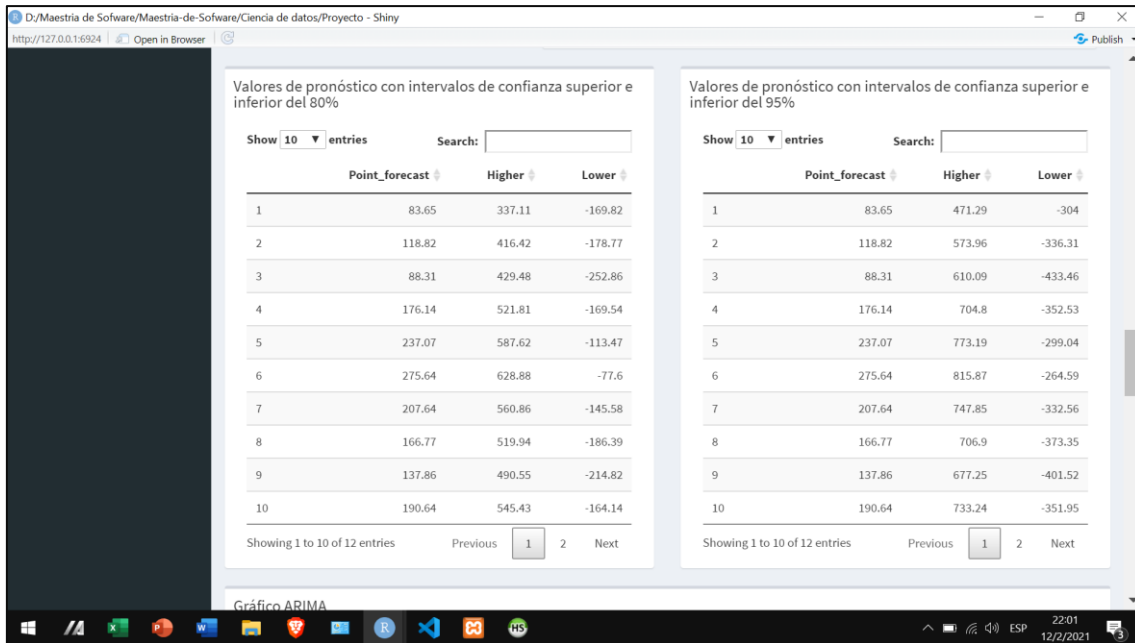 D:/Maestria de Sofware/Maestria-de-Sofware/Ciencia de datos/Proyecto - Shiny
http://127.0.0.1:6924 Open in Browser Publish
Valores de pronóstico con intervalos de confianza superior e
inferior del 80%
Show 10 entries Search:
Point_forecast Higher Lower
1 83.65 337.11 -169.82
2 118.82 416.42 -178.77
3 88.31 429.48 -252.86
4 176.14 521.81 -169.54
5 237.07 587.62 -113.47
6 275.64 628.88 -77.6
7 207.64 560.86 -145.58
8 166.77 519.94 -186.39
9 137.86 490.55 -214.82
10 190.64 545.43 -164.14
Showing 1 to 10 of 12 entries Previous 1 2 Next
Valores de pronóstico con intervalos de confianza superior e
inferior del 95%
Show 10 entries Search:
Point_forecast Higher Lower
1 83.65 471.29 -304
2 118.82 573.96 -336.31
3 88.31 610.09 -433.46
4 176.14 704.8 -352.53
5 237.07 773.19 -299.04
6 275.64 815.87 -264.59
7 207.64 747.85 -332.56
8 166.77 706.9 -373.35
9 137.86 677.25 -401.52
10 190.64 733.24 -351.95
Showing 1 to 10 of 12 entries Previous 1 2 Next
Gráfico ARIMA
HS
ESP
22:01
12/2/2021
3